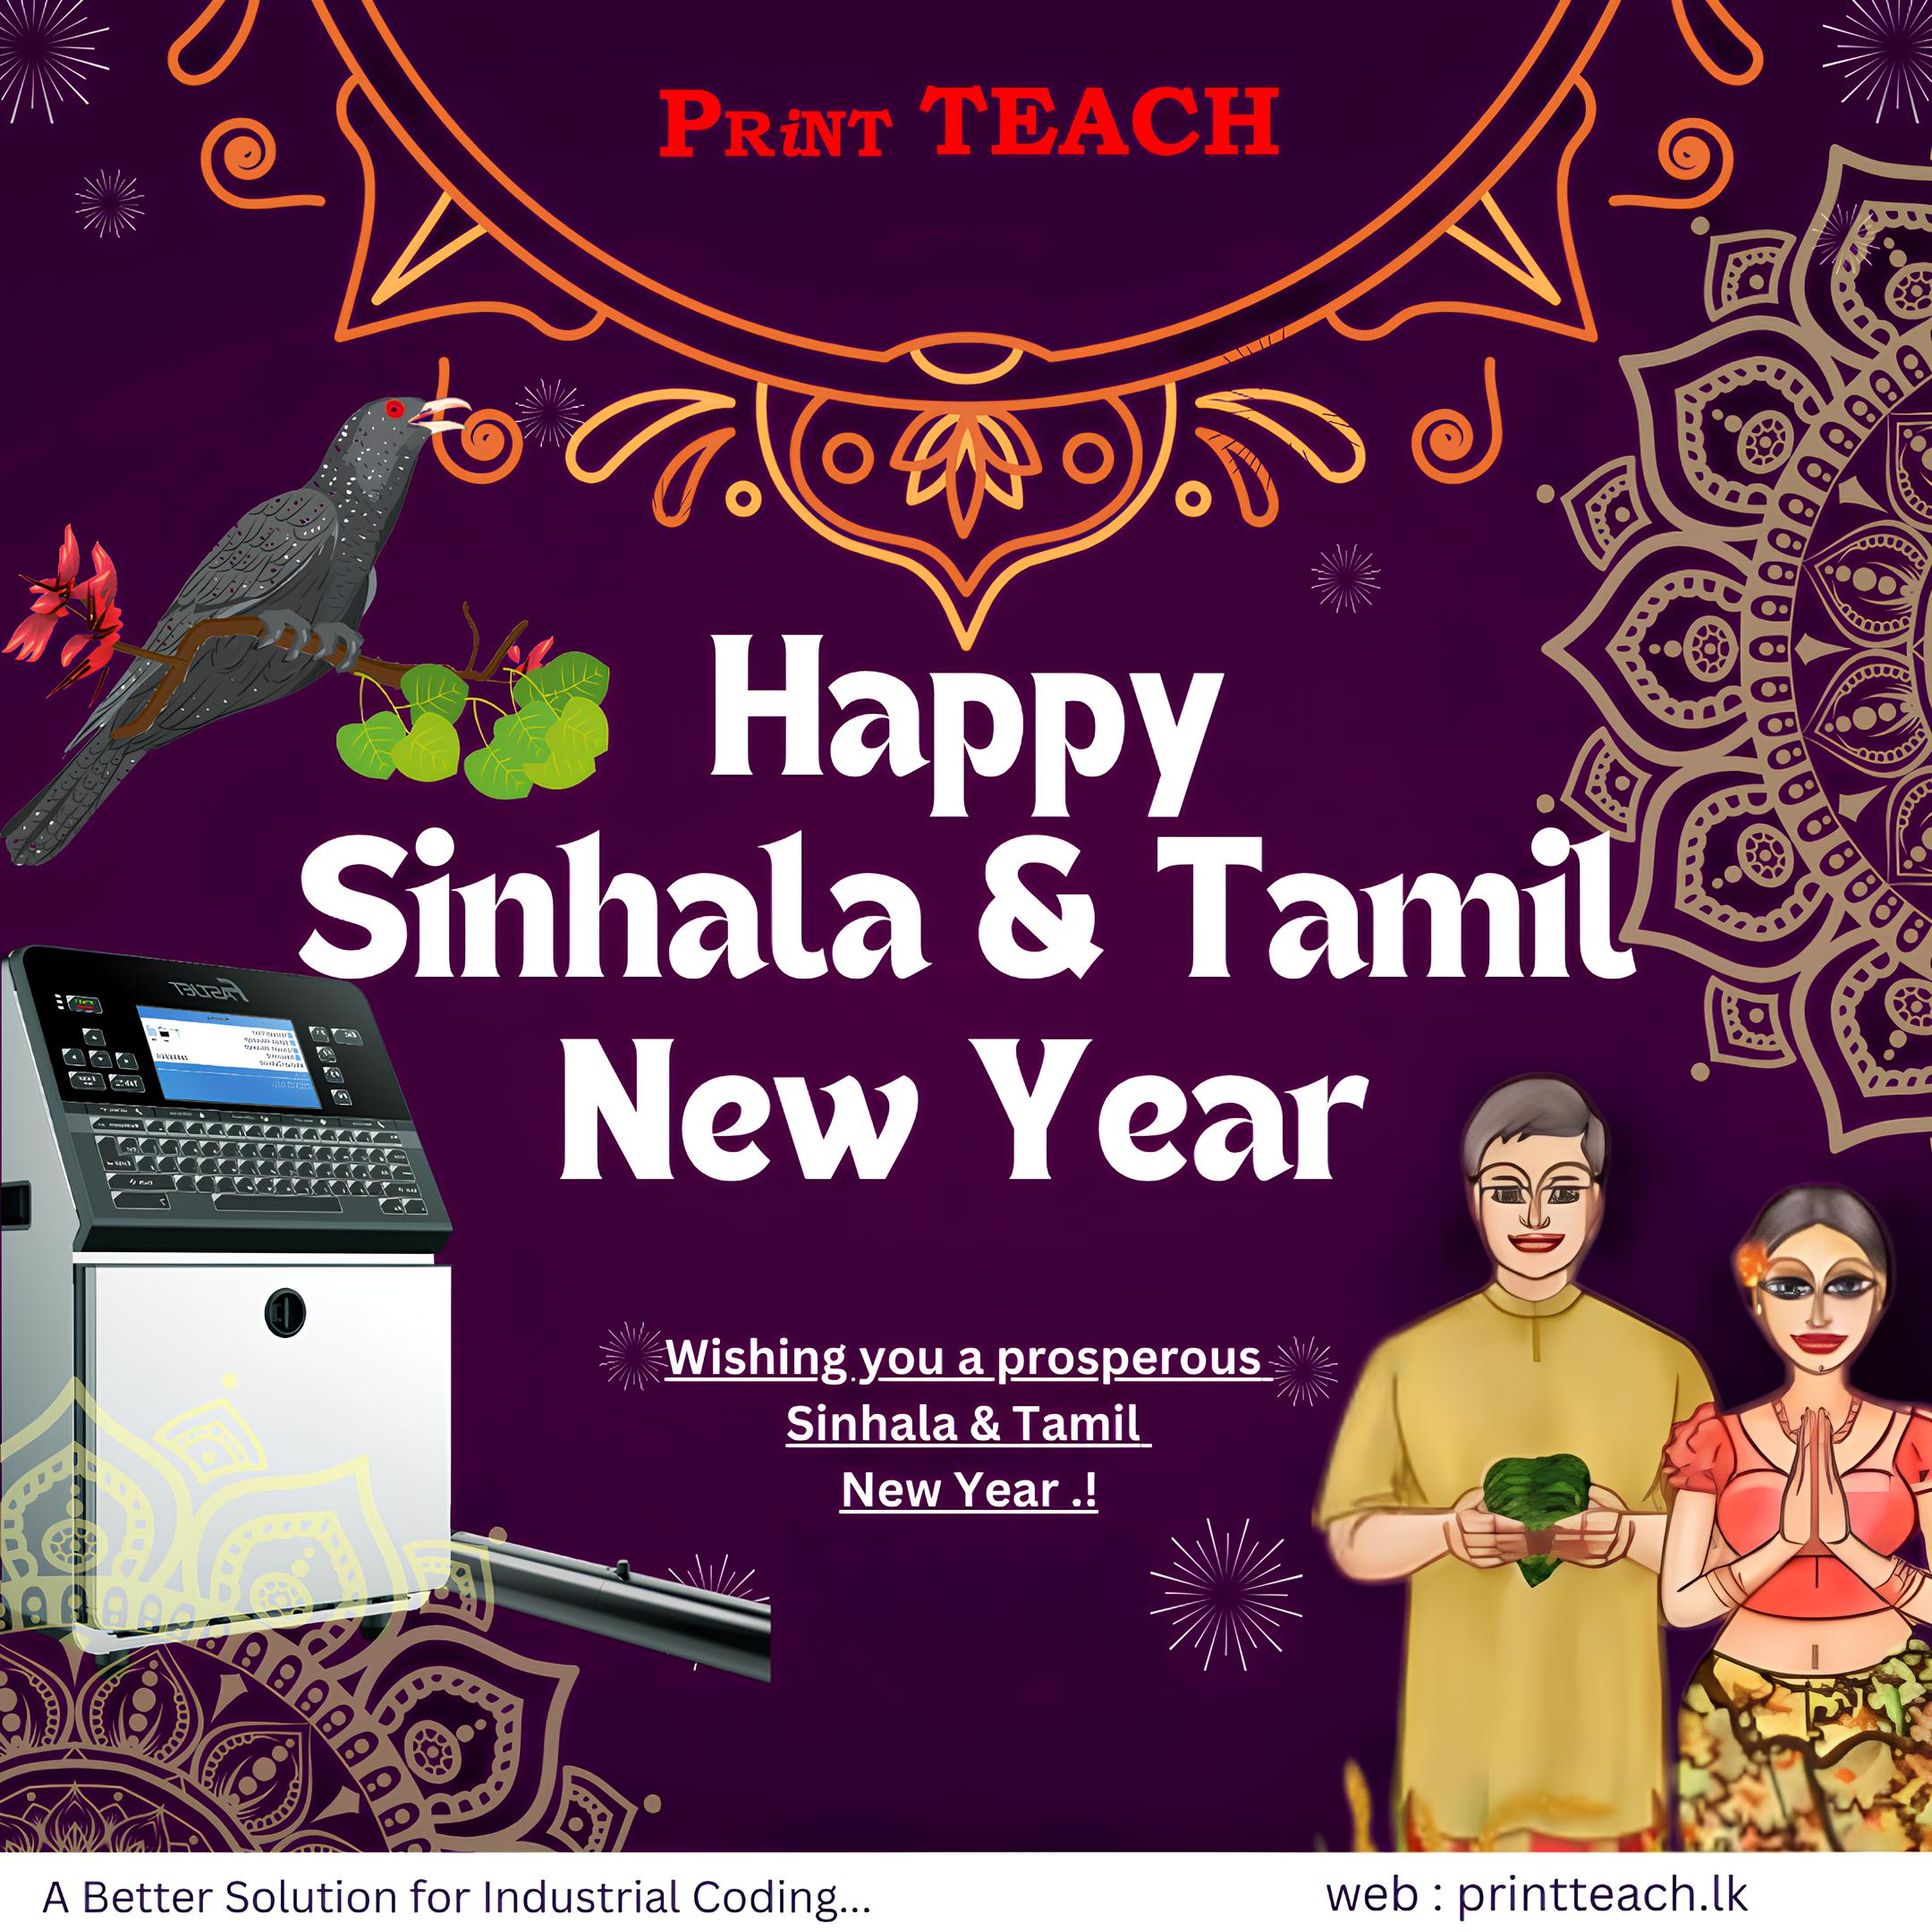 PRiNT TEACH
Happy
Sinhala & Tamil
New Year
Wishing you a prosperous
Sinhala & Tamil
New Year .!
A Better Solution for Industrial Coding...
web : printteach.lk